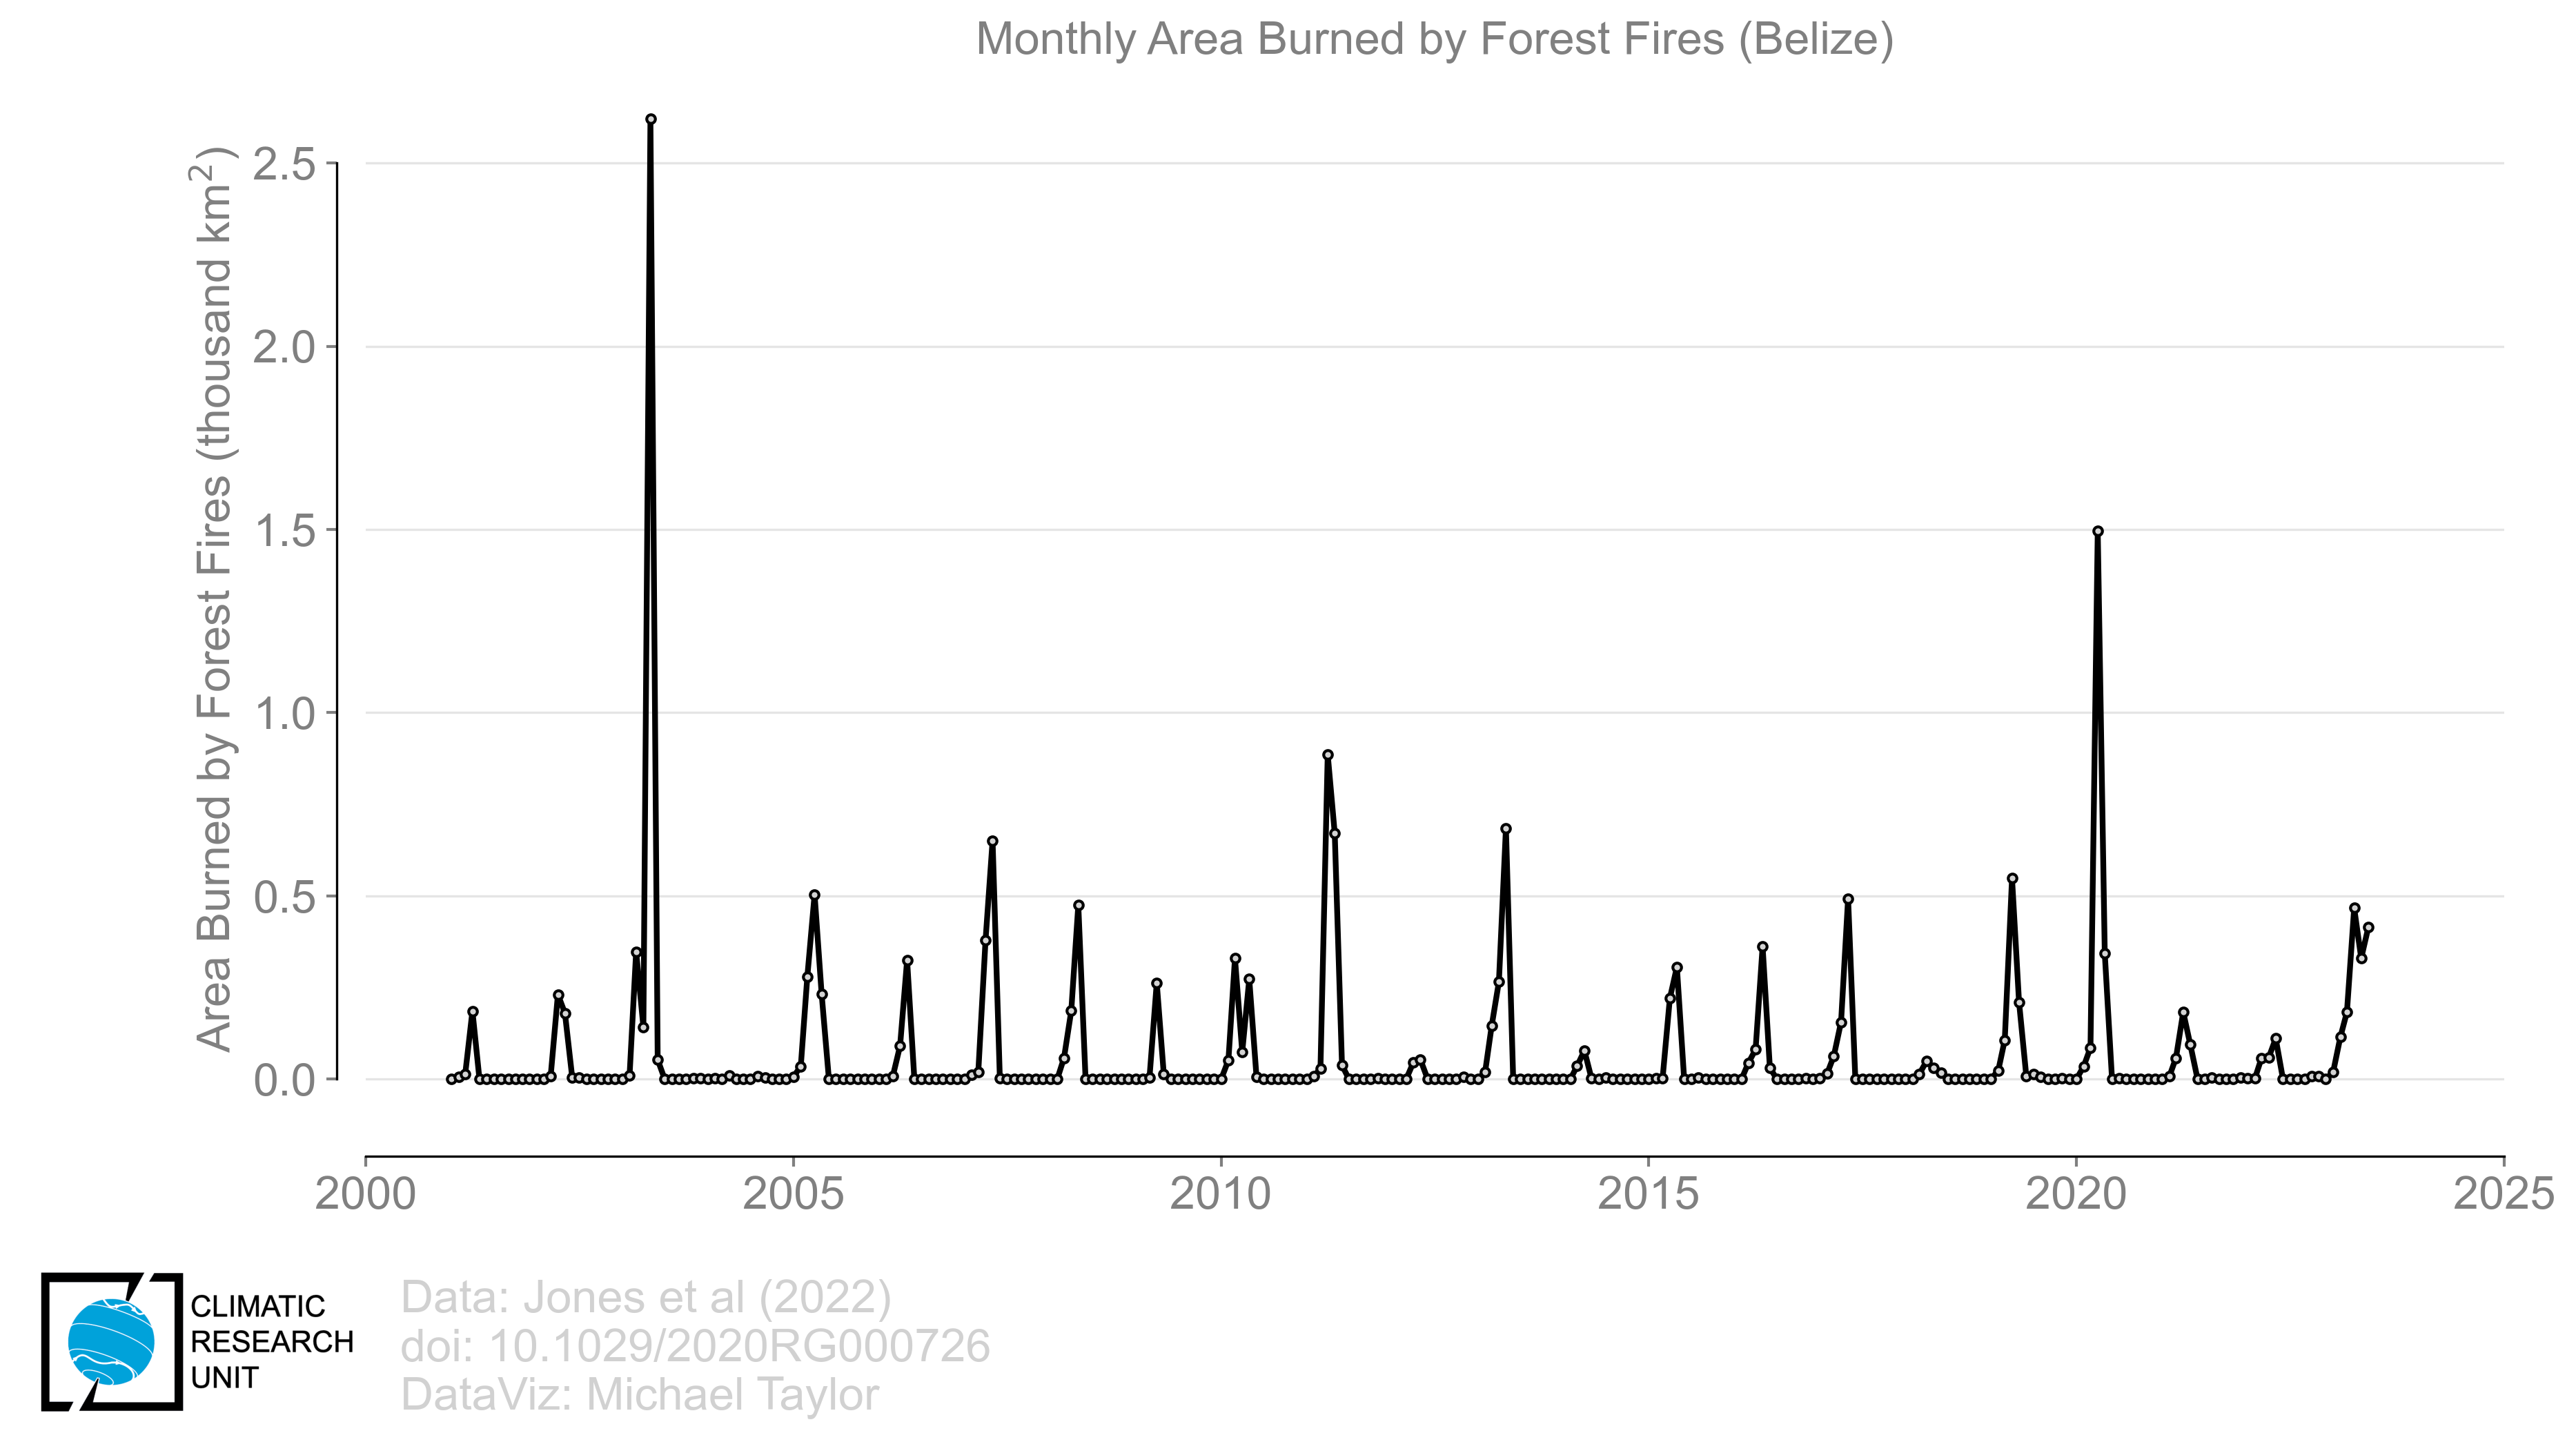 Monthly Area Burned by Forest Fires (Belize)
Area Burned by Forest Fires (thousand km²)
2.5
2.0
1.5
1.0
0.5
0.0
2000 2005 2010 2015 2020 2025
CLIMATIC
RESEARCH
UNIT
Data: Jones et al (2022)
doi: 10.1029/2020RG000726
DataViz: Michael Taylor